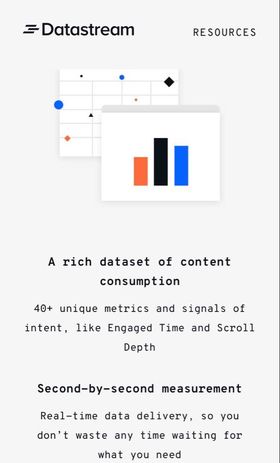 Datastream
RESOURCES
A rich dataset of content
consumption
40+ unique metrics and signals of
intent, like Engaged Time and Scroll
Depth
Second-by-second measurement
Real-time data delivery, so you
don't waste any time waiting for
what you need